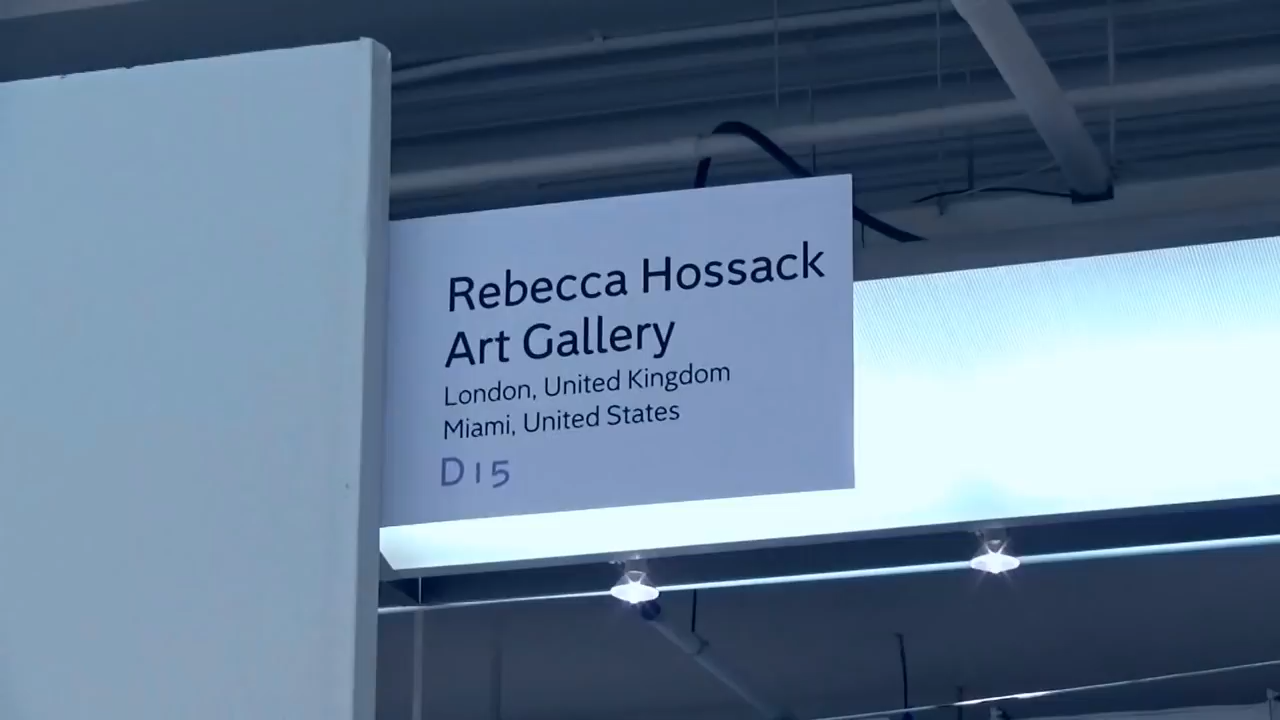 Rebecca Hossack
Art Gallery
London, United Kingdom
Miami, United States
D15